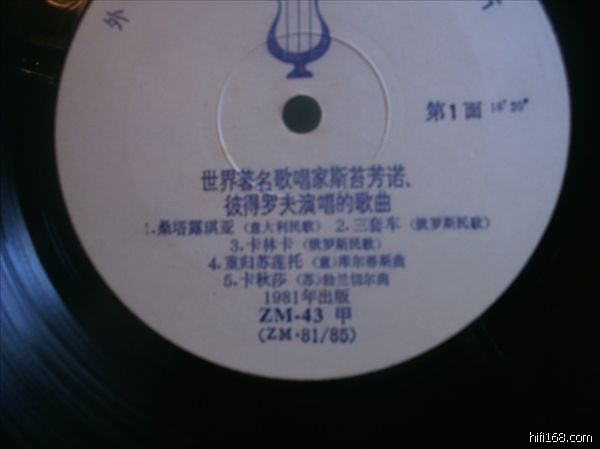 外
第1面 16′20″
世界著名歌唱家斯苔芳诺、
彼得罗夫演唱的歌曲
1.桑塔露琪亚（意大利民歌） 2.三套车（俄罗斯民歌）
3.卡林卡（俄罗斯民歌）
4.重归苏莲托（意）库尔蒂斯曲
5.卡秋莎（苏）勃兰切尔曲
1981年出版
ZM-43 甲
(ZM·81/85)
hifi168.com